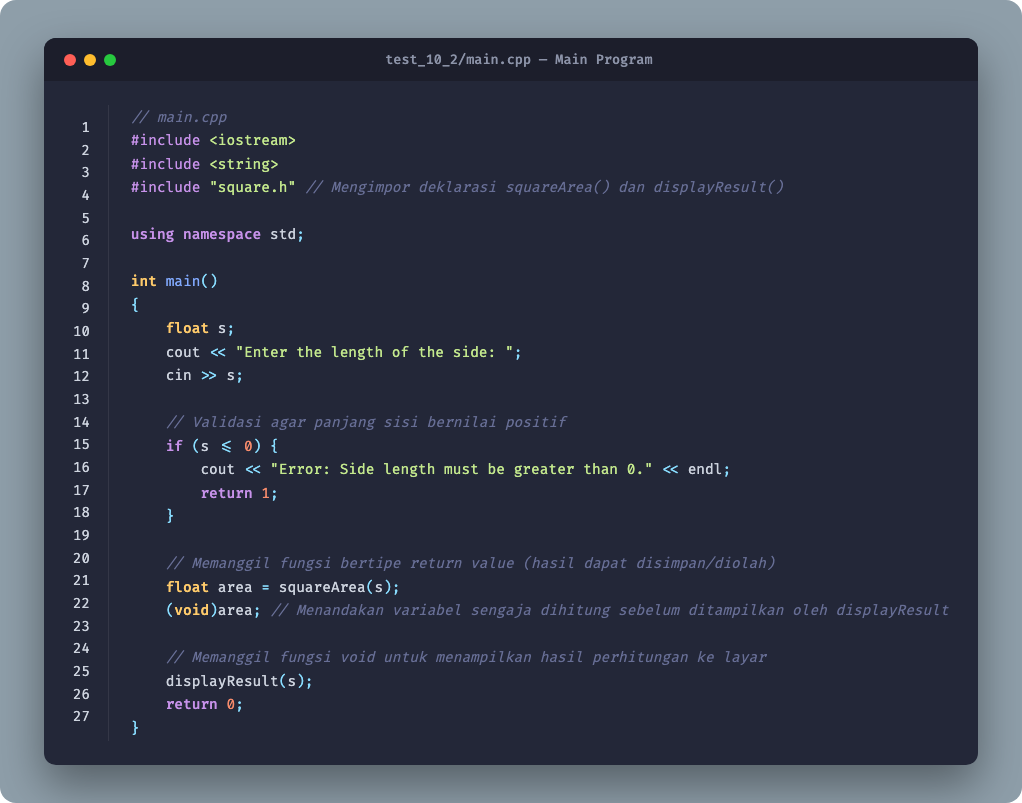 test_10_2/main.cpp — Main Program
1 // main.cpp
2 #include <iostream>
3 #include <string>
4 #include "square.h" // Mengimpor deklarasi squareArea() dan displayResult()
5
6 using namespace std;
7
8 int main()
9 {
10     float s;
11     cout << "Enter the length of the side: ";
12     cin >> s;
13
14     // Validasi agar panjang sisi bernilai positif
15     if (s <= 0) {
16         cout << "Error: Side length must be greater than 0." << endl;
17         return 1;
18     }
19
20     // Memanggil fungsi bertipe return value (hasil dapat disimpan/diolah)
21     float area = squareArea(s);
22     (void)area; // Menandakan variabel sengaja dihitung sebelum ditampilkan oleh displayResult
23
24     // Memanggil fungsi void untuk menampilkan hasil perhitungan ke layar
25     displayResult(s);
26     return 0;
27 }